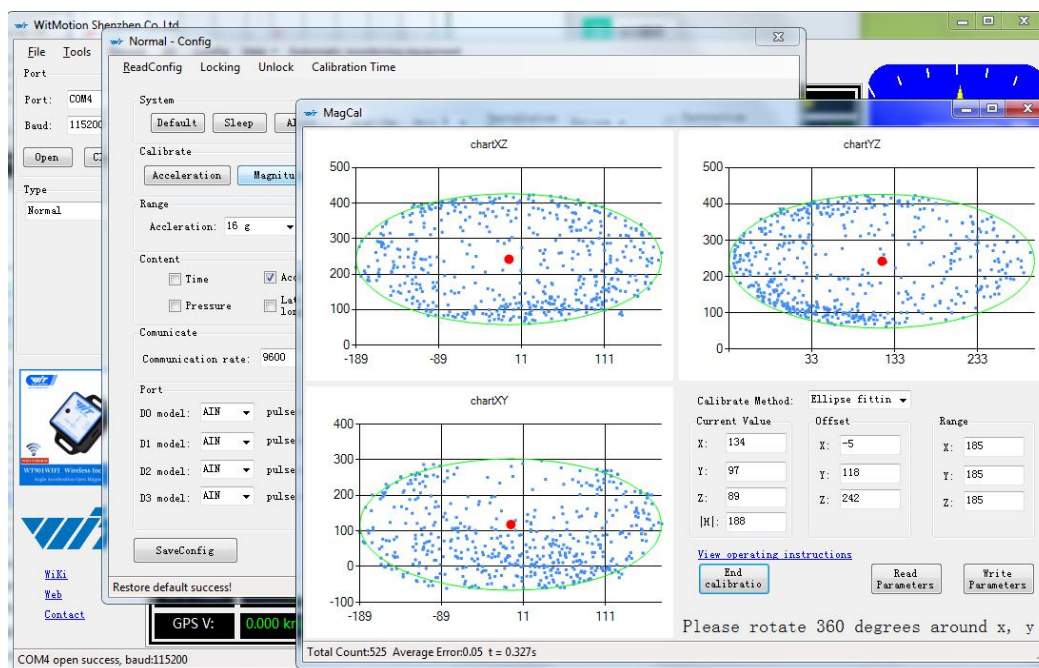 WitMotion Shenzhen Co.,Ltd
File Tools
Port
Port: COM4
Baud: 115200
Open
Type
Normal
WT901WIFI Wireless
WiKi
Web
Contact
COM4 open success, baud:115200
GPS V: 0.000
Normal - Config
ReadConfig Locking Unlock Calibration Time
System
Default Sleep
Calibrate
Acceleration Magnitu
Range
Accleration: 16 g
Content
Time Acc
Pressure
Comunicate
Communication rate: 9600
Port
D0 model: AIN pulse
D1 model: AIN pulse
D2 model: AIN pulse
D3 model: AIN pulse
SaveConfig
Restore default success!
MagCal
chartXZ
500
400
300
200
100
0
-189 -89 11 111
chartYZ
500
400
300
200
100
0
33 133 233
chartXY
400
300
200
100
0
-100
-189 -89 11 111
Calibrate Method: Ellipse fittin
Current Value Offset Range
X: 134 X: -5 X: 185
Y: 97 Y: 118 Y: 185
Z: 89 Z: 242 Z: 185
|H|: 188
View operating instructions
End
calibratio
Read
Parameters
Write
Parameters
Please rotate 360 degrees around x, y
Total Count:525 Average Error:0.05 t = 0.327s